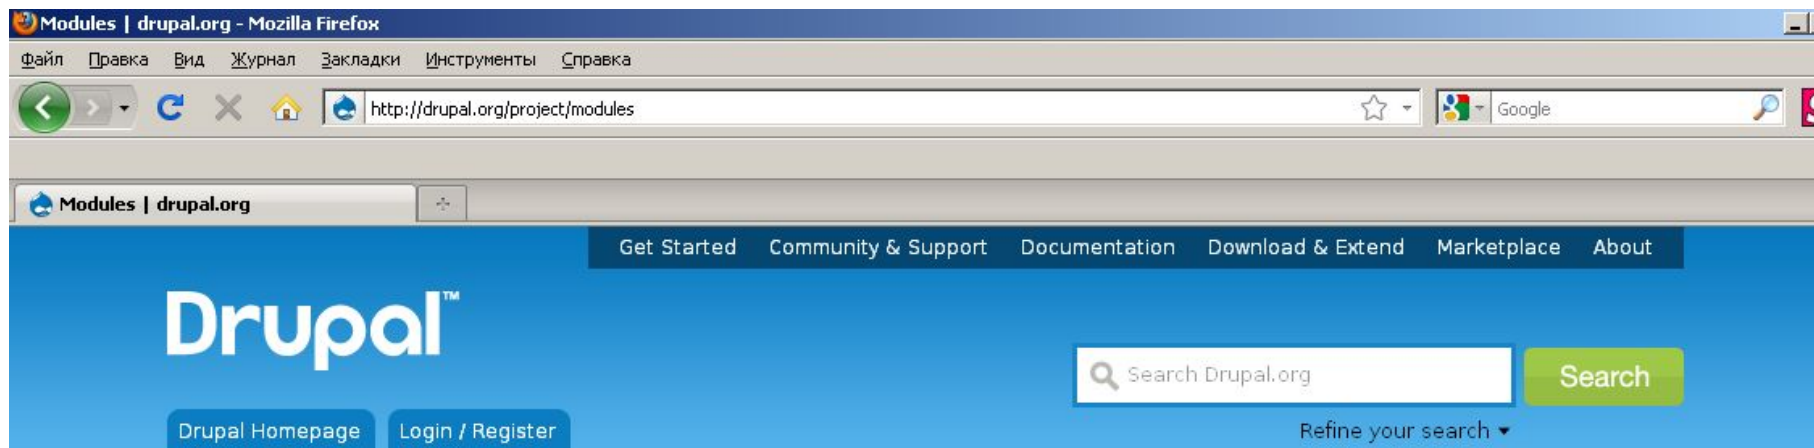 Modules | drupal.org - Mozilla Firefox
Файл Правка Вид Журнал Закладки Инструменты Справка
http://drupal.org/project/modules Google
Modules | drupal.org
Get Started Community & Support Documentation Download & Extend Marketplace About
Drupal™
Search Drupal.org Search
Drupal Homepage Login / Register Refine your search